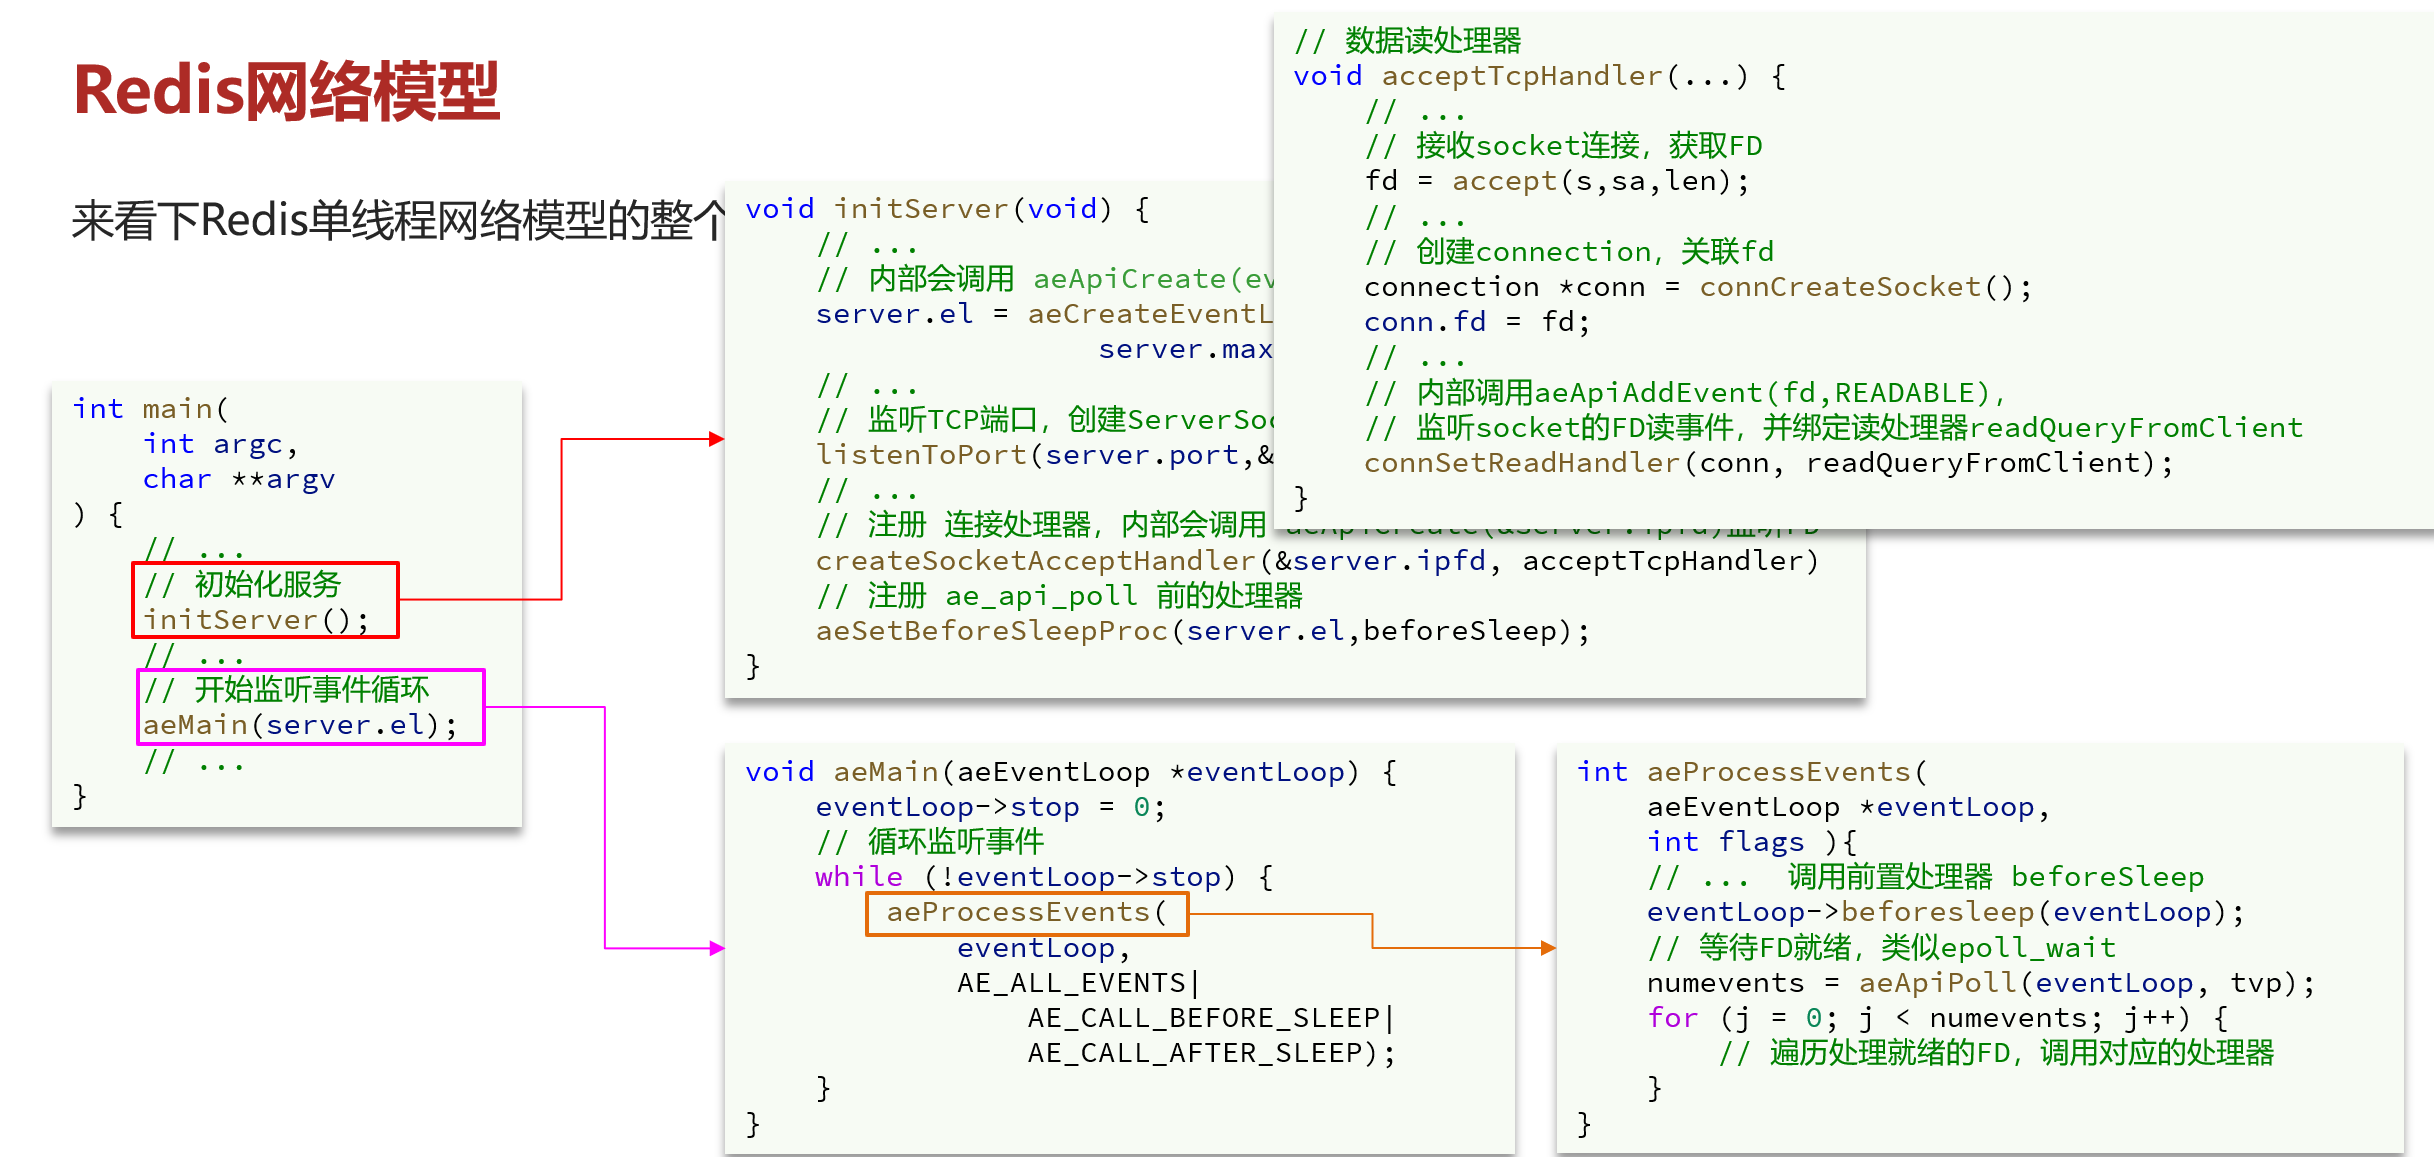 Redis网络模型
来看下Redis单线程网络模型的整个
int main(
int argc,
char **argv
) {
// ...
// 初始化服务
initServer();
// ...
// 开始监听事件循环
aeMain(server.el);
// ...
}
void initServer(void) {
// ...
// 内部会调用 aeApiCreate(ev
server.el = aeCreateEventL
server.max
// ...
// 监听TCP端口，创建ServerSoc
listenToPort(server.port,&
// ...
// 注册 连接处理器，内部会调用 aeApiCreate(&server.ipfd)监听FD
createSocketAcceptHandler(&server.ipfd, acceptTcpHandler)
// 注册 ae_api_poll 前的处理器
aeSetBeforeSleepProc(server.el,beforeSleep);
}
// 数据读处理器
void acceptTcpHandler(...) {
// ...
// 接收socket连接，获取FD
fd = accept(s,sa,len);
// ...
// 创建connection，关联fd
connection *conn = connCreateSocket();
conn.fd = fd;
// ...
// 内部调用aeApiAddEvent(fd,READABLE)，
// 监听socket的FD读事件，并绑定读处理器readQueryFromClient
connSetReadHandler(conn, readQueryFromClient);
}
void aeMain(aeEventLoop *eventLoop) {
eventLoop->stop = 0;
// 循环监听事件
while (!eventLoop->stop) {
aeProcessEvents(
eventLoop,
AE_ALL_EVENTS|
AE_CALL_BEFORE_SLEEP|
AE_CALL_AFTER_SLEEP);
}
}
int aeProcessEvents(
aeEventLoop *eventLoop,
int flags ){
// ... 调用前置处理器 beforeSleep
eventLoop->beforesleep(eventLoop);
// 等待FD就绪，类似epoll_wait
numevents = aeApiPoll(eventLoop, tvp);
for (j = 0; j < numevents; j++) {
// 遍历处理就绪的FD，调用对应的处理器
}
}